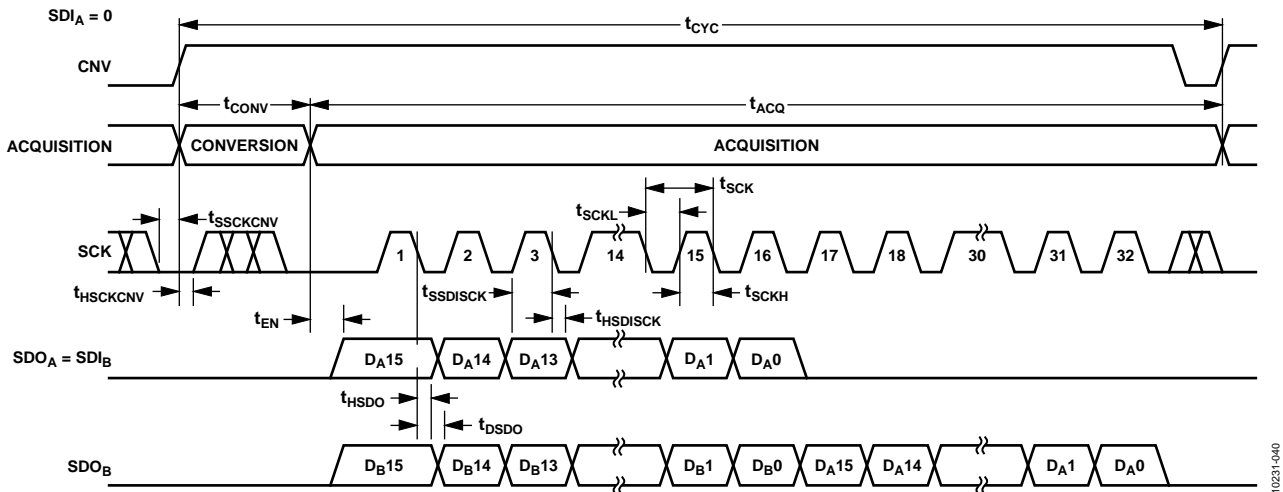 SDIA = 0
tCYC
CNV
tCONV
tACQ
ACQUISITION
CONVERSION
ACQUISITION
tSCK
tSCKL
tSSCKCNV
SCK
1
2
3
14
15
16
17
18
30
31
32
tHSCKCNV
tSSDISCK
tSCKH
tEN
tHSDISCK
SDOA = SDIB
DA15
DA14
DA13
DA1
DA0
tHSDO
tDSDO
SDOB
DB15
DB14
DB13
DB1
DB0
DA15
DA14
DA1
DA0
10231-040